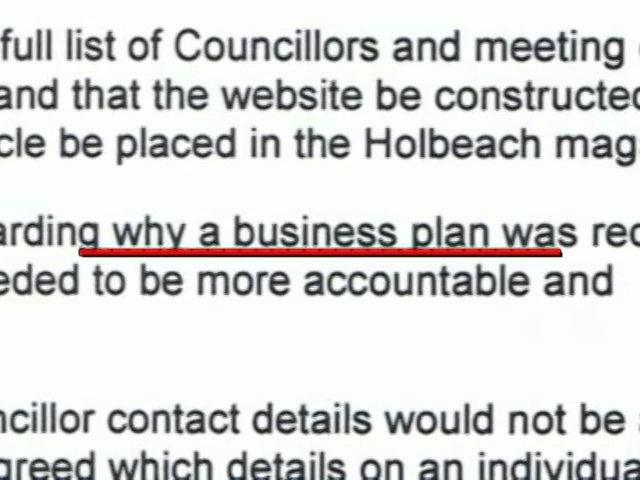 full list of Councillors and meeting
and that the website be constructed
cle be placed in the Holbeach mag
arding why a business plan was rec
eded to be more accountable and
ncillor contact details would not be
greed which details on an individua